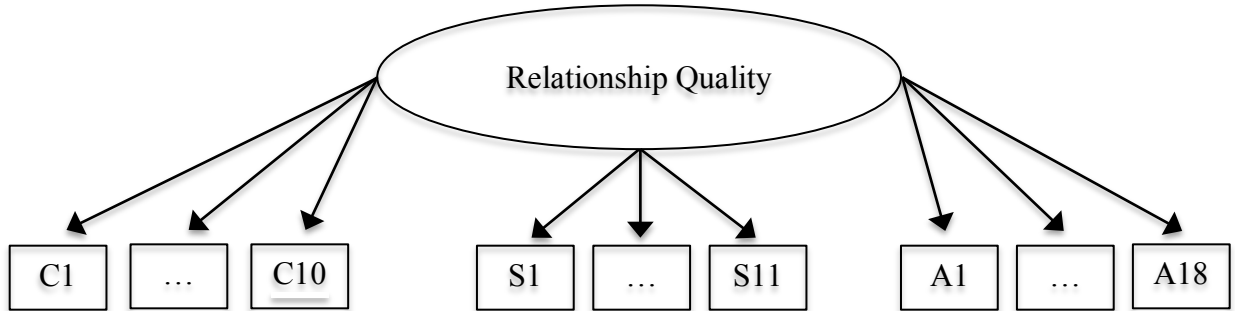 Relationship Quality
C1
…
C10
S1
…
S11
A1
…
A18